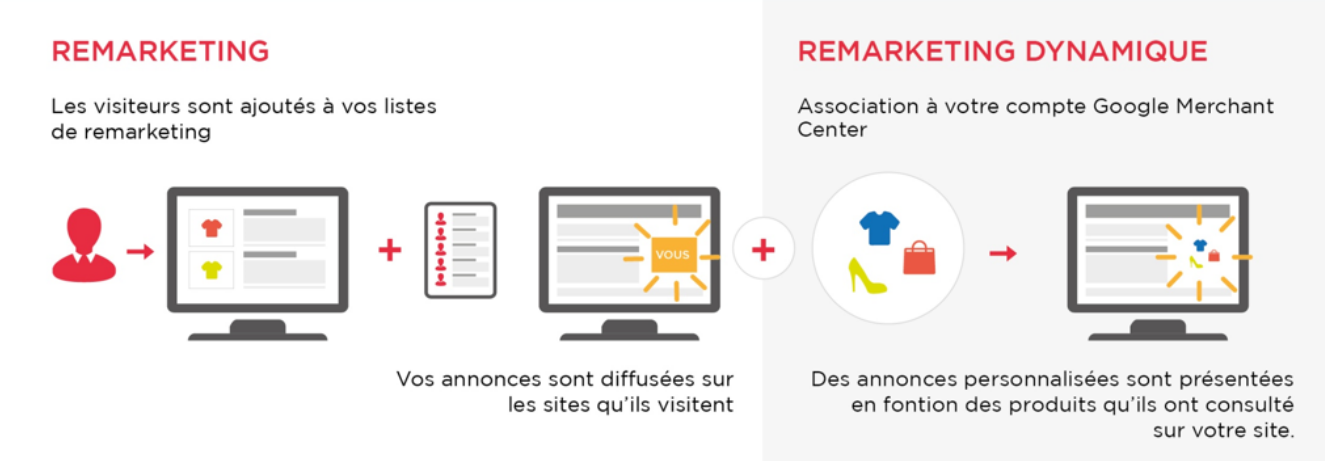 REMARKETING
Les visiteurs sont ajoutés à vos listes
de remarketing
VOUS
Vos annonces sont diffusées sur
les sites qu'ils visitent
REMARKETING DYNAMIQUE
Association à votre compte Google Merchant
Center
Des annonces personnalisées sont présentées
en fontion des produits qu'ils ont consulté
sur votre site.